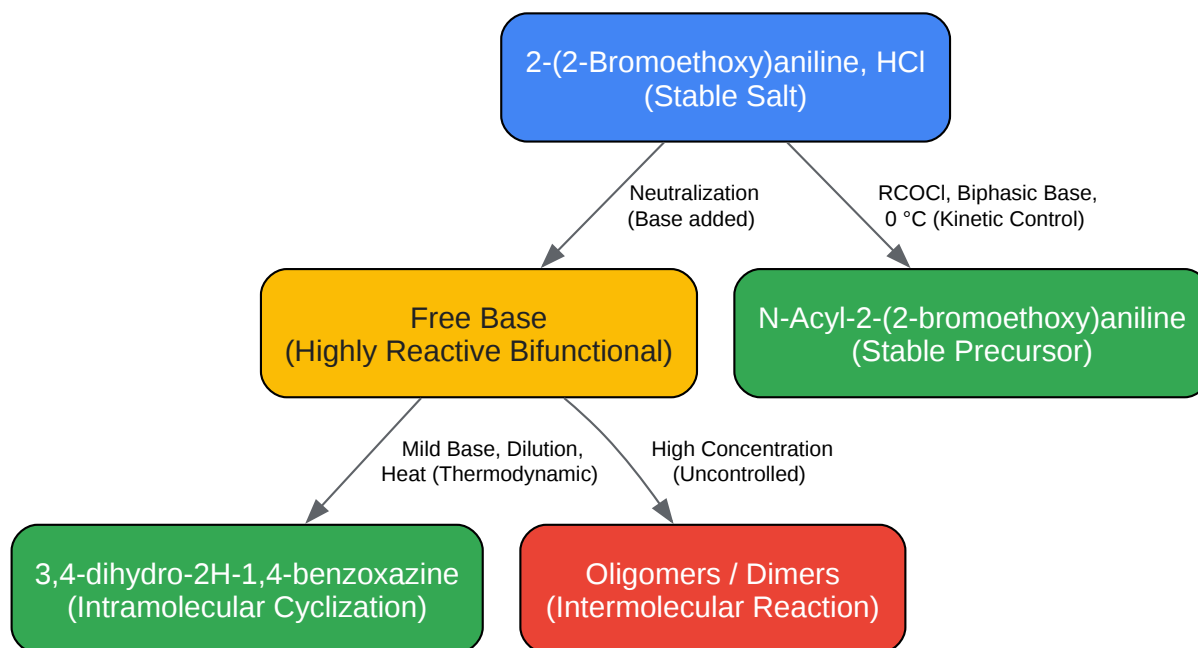 2-(2-Bromoethoxy)aniline, HCl
(Stable Salt)
Neutralization
(Base added)
RCOCl, Biphasic Base,
0 °C (Kinetic Control)
Free Base
(Highly Reactive Bifunctional)
N-Acyl-2-(2-bromoethoxy)aniline
(Stable Precursor)
Mild Base, Dilution,
Heat (Thermodynamic)
High Concentration
(Uncontrolled)
3,4-dihydro-2H-1,4-benzoxazine
(Intramolecular Cyclization)
Oligomers / Dimers
(Intermolecular Reaction)